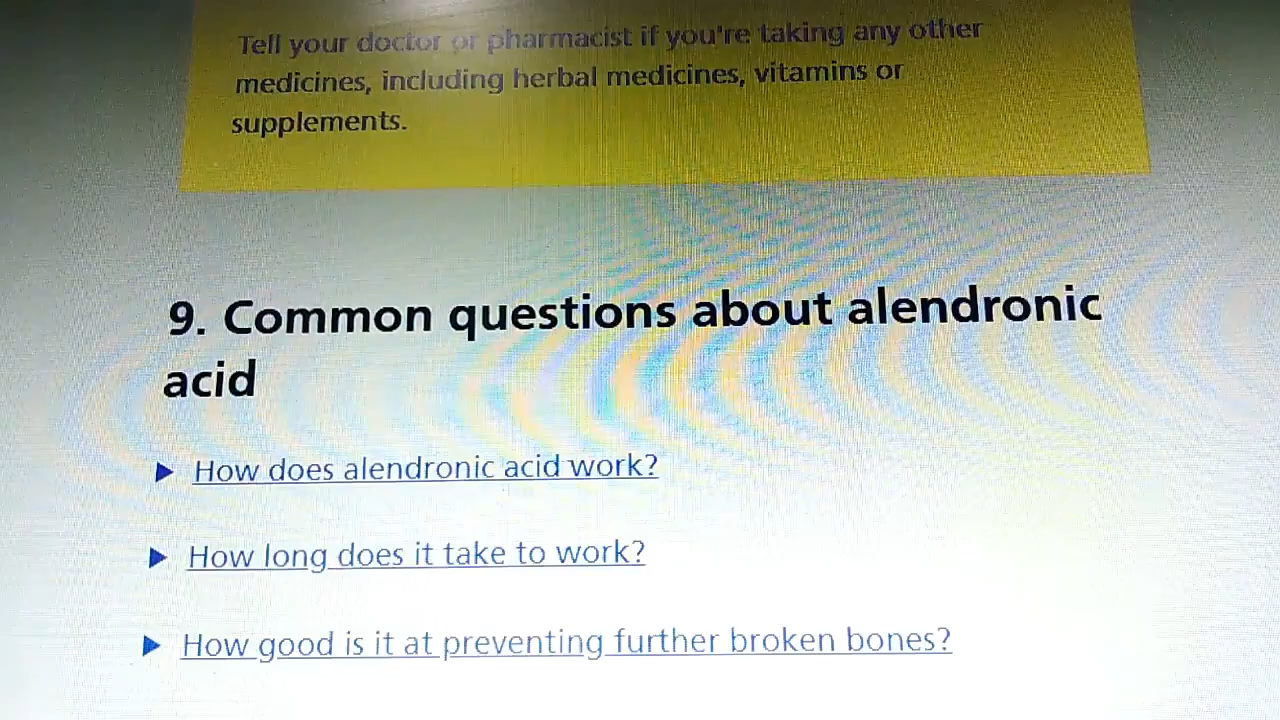 Tell your doctor or pharmacist if you're taking any other
medicines, including herbal medicines, vitamins or
supplements.
9. Common questions about alendronic
acid
How does alendronic acid work?
How long does it take to work?
How good is it at preventing further broken bones?